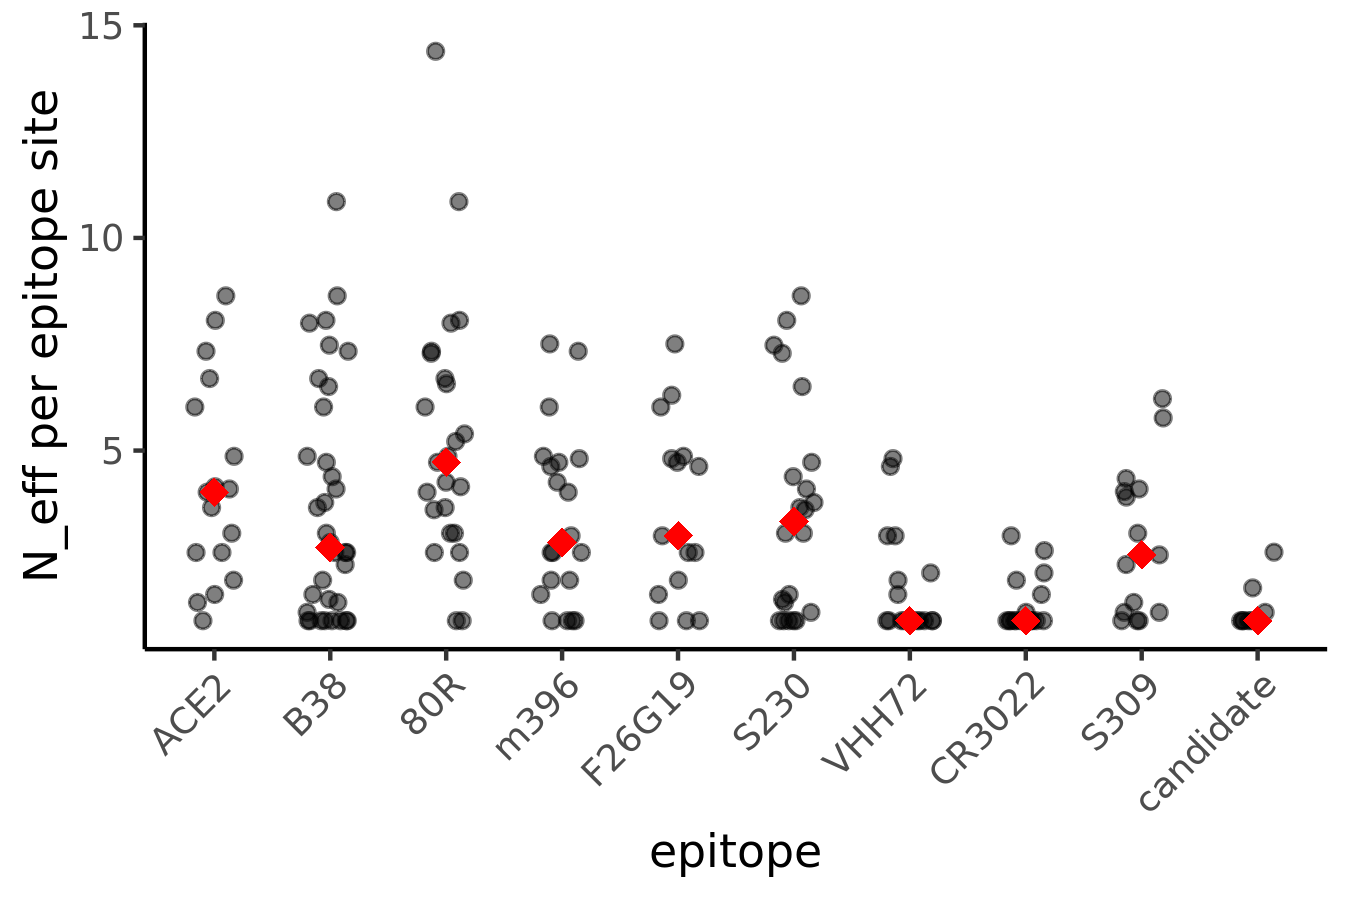 N_eff per epitope site
15
10
5
ACE2
B38
80R
m396
F26G19
S230
VHH72
CR3022
S309
candidate
epitope